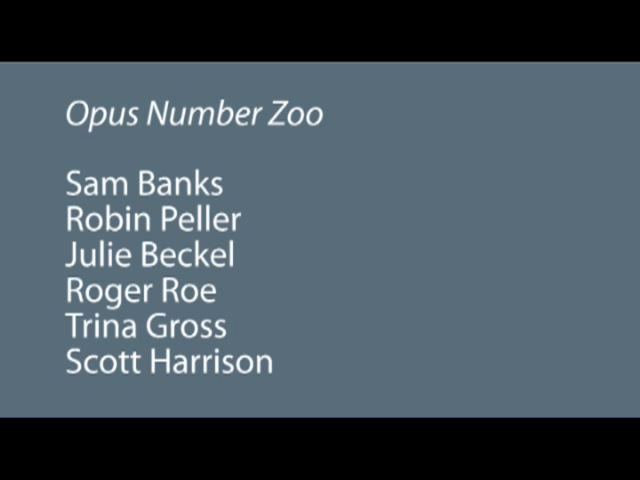 Opus Number Zoo
Sam Banks
Robin Peller
Julie Beckel
Roger Roe
Trina Gross
Scott Harrison